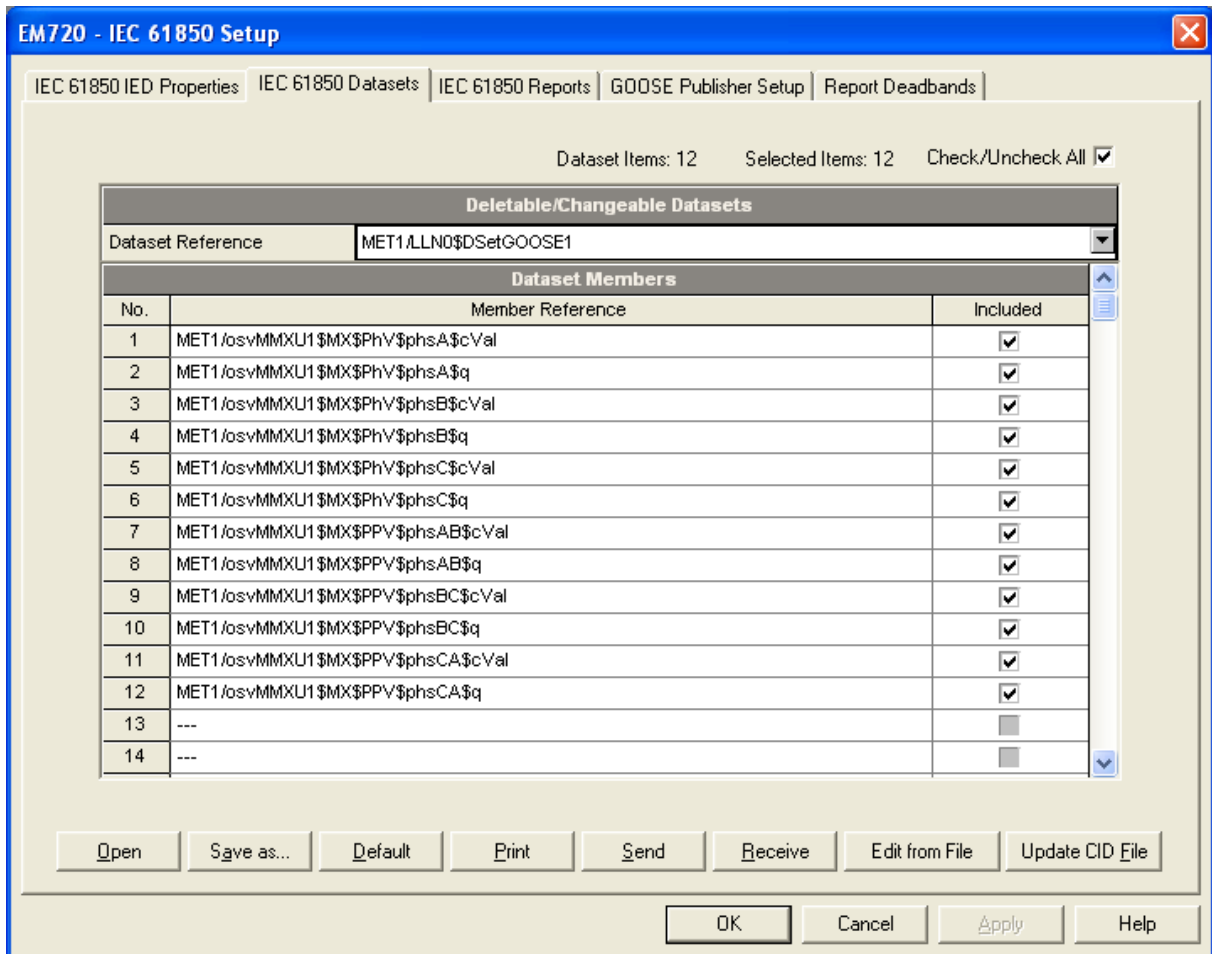 EM720 - IEC 61850 Setup
IEC 61850 IED Properties IEC 61850 Datasets IEC 61850 Reports GOOSE Publisher Setup Report Deadbands
Dataset Items: 12 Selected Items: 12 Check/Uncheck All
Deletable/Changeable Datasets
Dataset Reference MET1/LLN0$DSetGOOSE1
Dataset Members
No. Member Reference Included
1 MET1/osvMMXU1$MX$PhV$phsA$cVal
2 MET1/osvMMXU1$MX$PhV$phsA$q
3 MET1/osvMMXU1$MX$PhV$phsB$cVal
4 MET1/osvMMXU1$MX$PhV$phsB$q
5 MET1/osvMMXU1$MX$PhV$phsC$cVal
6 MET1/osvMMXU1$MX$PhV$phsC$q
7 MET1/osvMMXU1$MX$PPV$phsAB$cVal
8 MET1/osvMMXU1$MX$PPV$phsAB$q
9 MET1/osvMMXU1$MX$PPV$phsBC$cVal
10 MET1/osvMMXU1$MX$PPV$phsBC$q
11 MET1/osvMMXU1$MX$PPV$phsCA$cVal
12 MET1/osvMMXU1$MX$PPV$phsCA$q
13 ---
14 ---
Open Save as... Default Print Send Receive Edit from File Update CID File
OK Cancel Apply Help